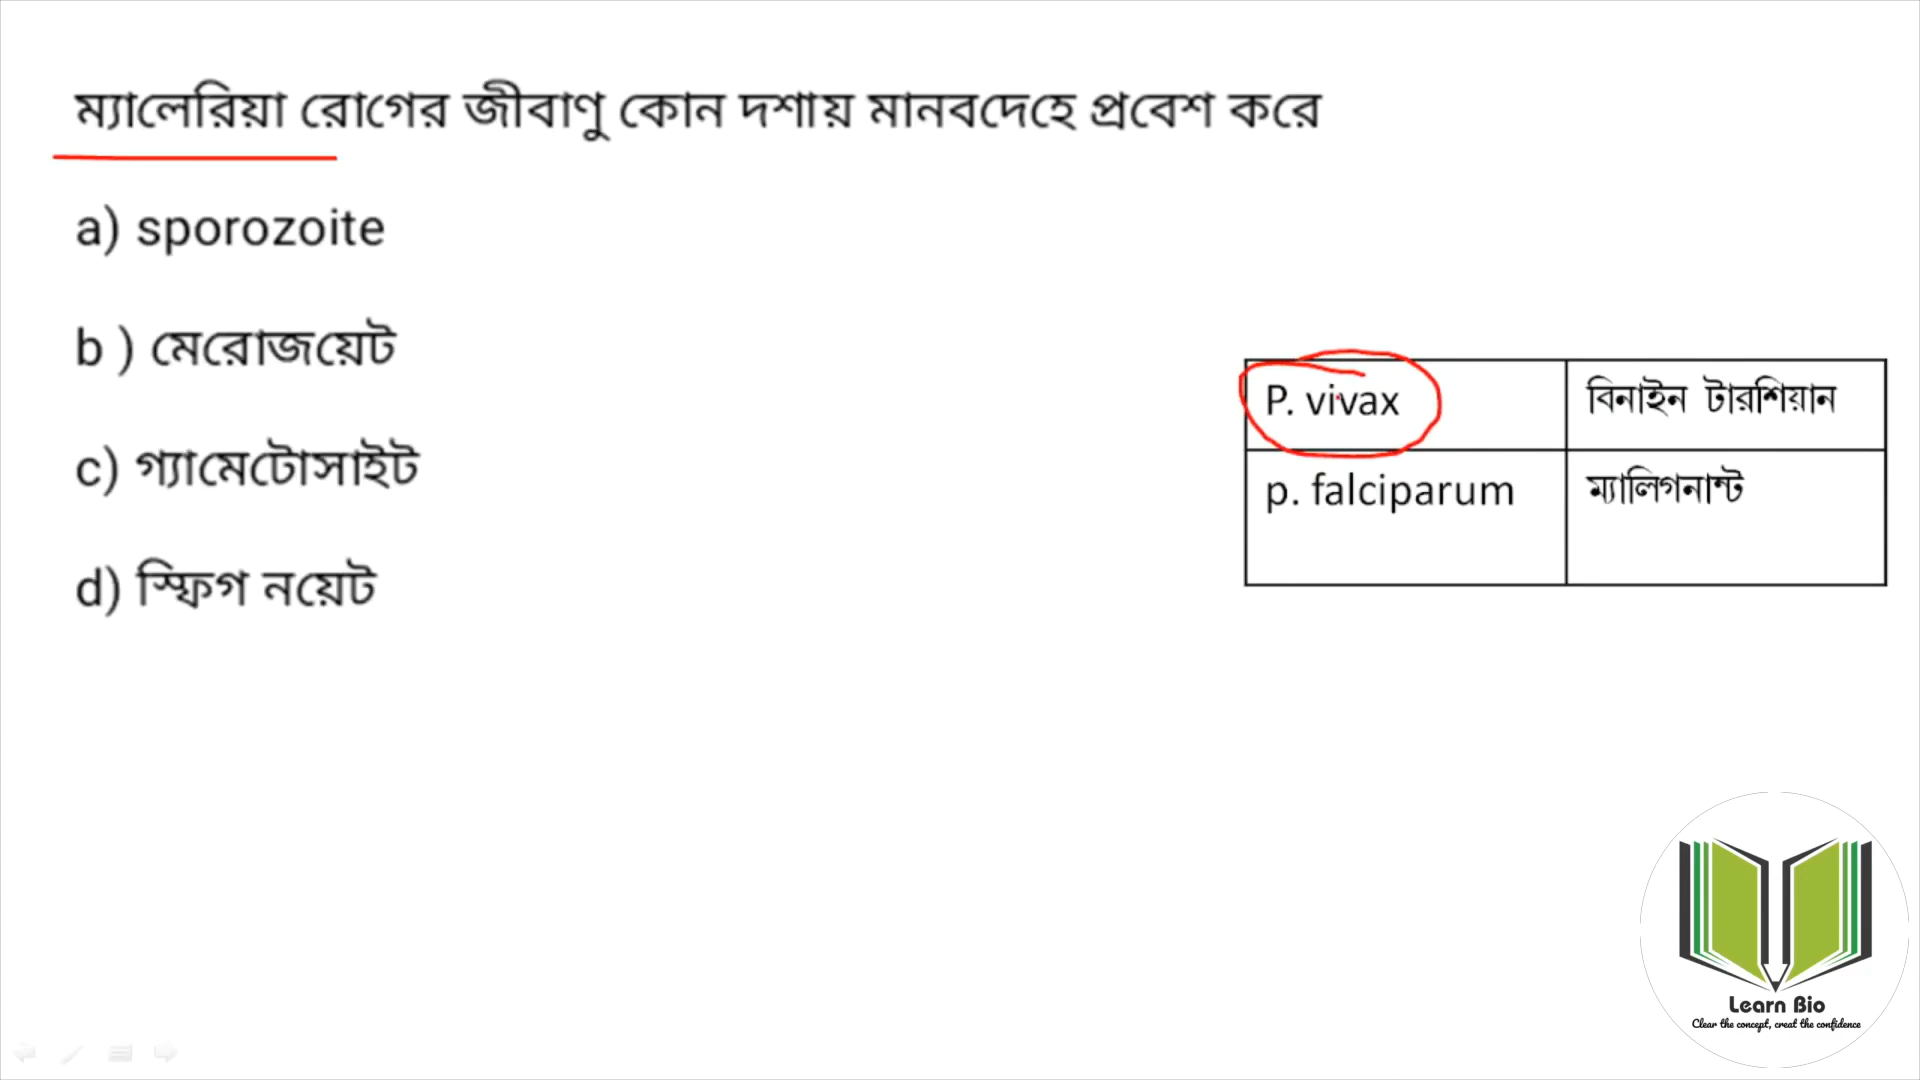 ম্যালেরিয়া রোগের জীবাণু কোন দশায় মানবদেহে প্রবেশ করে
a) sporozoite
b ) মেরোজয়েট
c) গ্যামেটোসাইট
d) স্ফিগ নয়েট
P. vivax বিনাইন টারশিয়ান
p. falciparum ম্যালিগনান্ট
Learn Bio
Clear the concept, creat the confidence